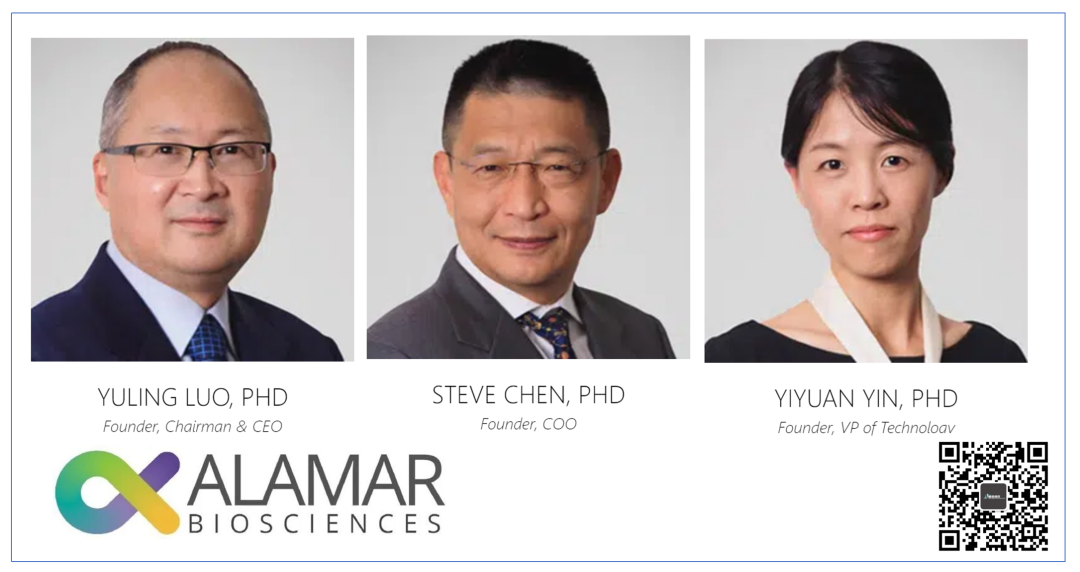 YULING LUO, PHD
Founder, Chairman & CEO
STEVE CHEN, PHD
Founder, COO
YIYUAN YIN, PHD
Founder, VP of Technology
ALAMAR
BIOSCIENCES